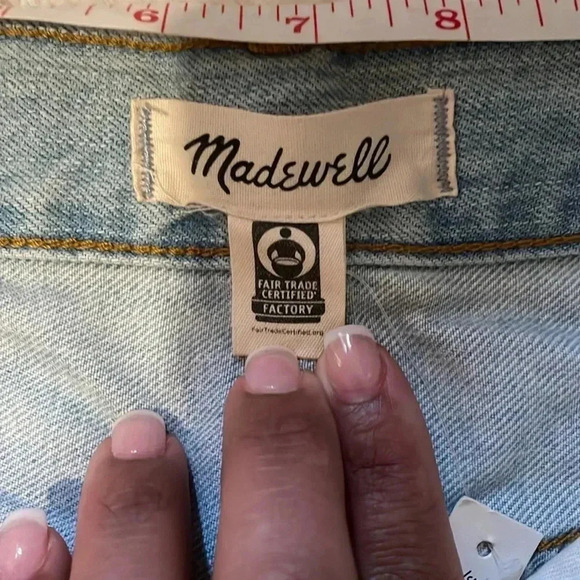 6 7 8
Madewell
FAIR TRADE
CERTIFIED
FACTORY
FairTradeCertified.org